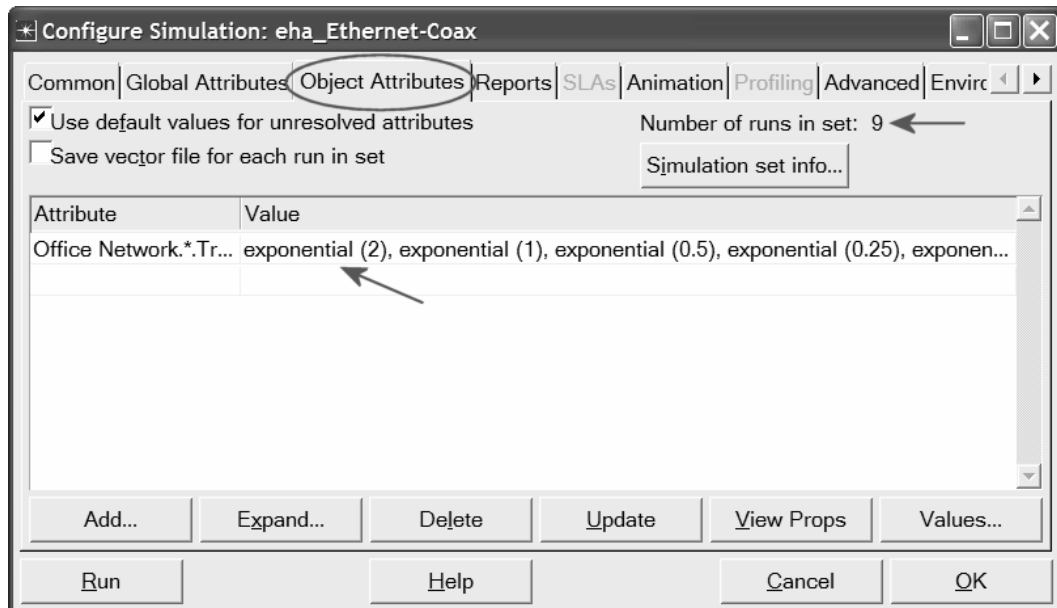 Configure Simulation: eha_Ethernet-Coax
Common Global Attributes Object Attributes Reports SLAs Animation Profiling Advanced Envirc
Use default values for unresolved attributes
Number of runs in set: 9
Save vector file for each run in set
Simulation set info...
Attribute Value
Office Network.*.Tr... exponential (2), exponential (1), exponential (0.5), exponential (0.25), exponen...
Add... Expand... Delete Update View Props Values...
Run Help Cancel OK